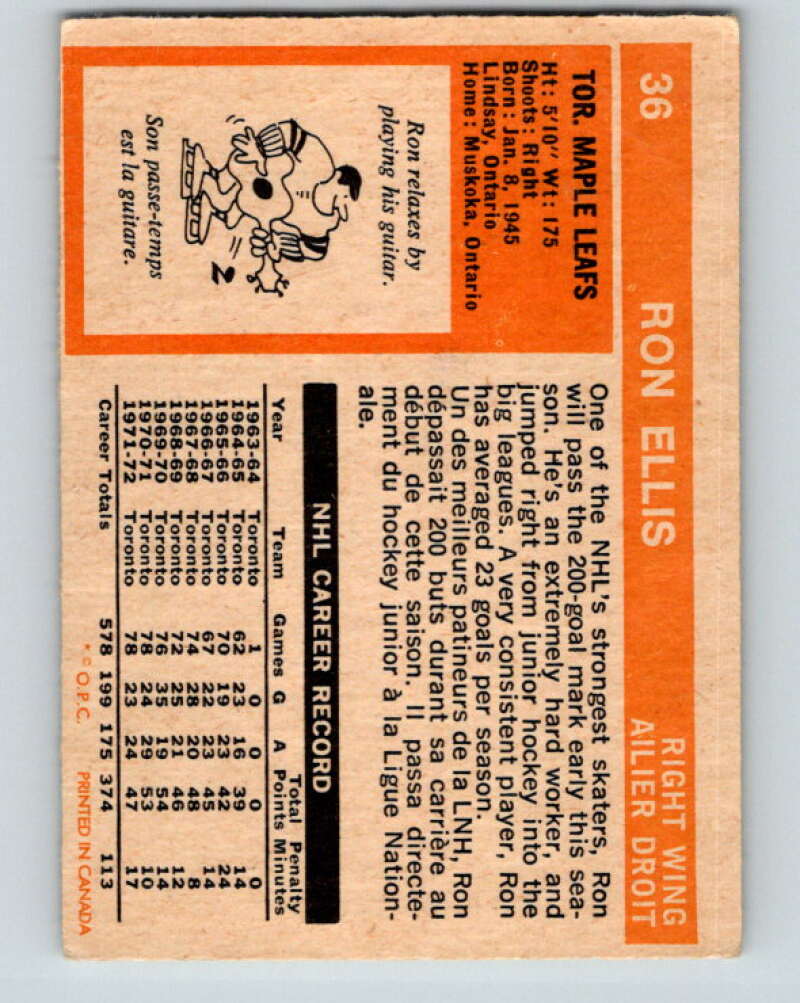 36
RON ELLIS
RIGHT WING
AILIER DROIT
TOR. MAPLE LEAFS
Ht: 5'10" Wt: 175
Shoots: Right
Born: Jan. 8, 1945
Lindsay, Ontario
Home: Muskoka, Ontario
Ron relaxes by
playing his guitar.
2
Son passe-temps
est la guitare.
One of the NHL's strongest skaters, Ron
will pass the 200-goal mark early this sea-
son. He's an extremely hard worker, and
jumped right from junior hockey into the
big leagues. A very consistent player, Ron
has averaged 23 goals per season.
Un des meilleurs patineurs de la LNH, Ron
dépassait 200 buts durant sa carrière au
début de cette saison. Il passa directe-
ment du hockey junior à la Ligue Nation-
ale.
NHL CAREER RECORD
Total Penalty
Year Team Games G A Points Minutes
1963-64 Toronto 1 0 0 0 0
1964-65 Toronto 62 23 16 39 14
1965-66 Toronto 70 19 23 42 24
1966-67 Toronto 67 22 23 45 14
1967-68 Toronto 74 28 20 48 8
1968-69 Toronto 72 25 21 46 12
1969-70 Toronto 76 35 19 54 14
1970-71 Toronto 78 24 29 53 10
1971-72 Toronto 78 23 24 47 17
Career Totals 578 199 175 374 113
* © O.P.C. PRINTED IN CANADA